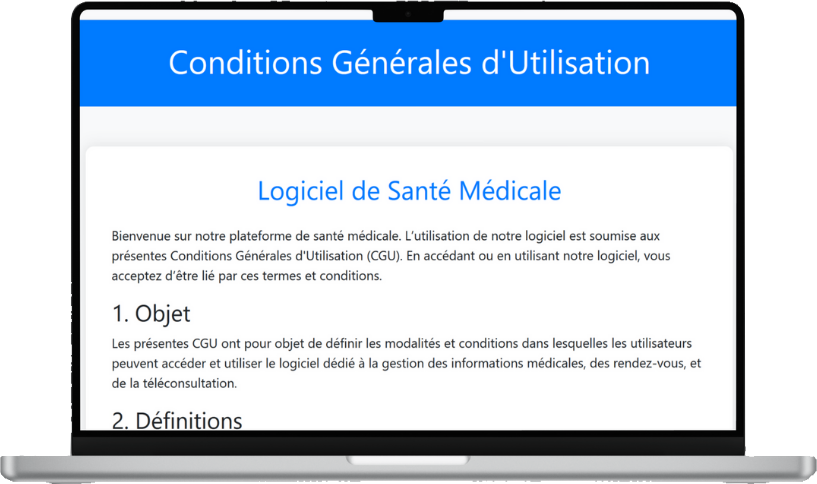 Conditions Générales d'Utilisation
Logiciel de Santé Médicale
Bienvenue sur notre plateforme de santé médicale. L’utilisation de notre logiciel est soumise aux
présentes Conditions Générales d'Utilisation (CGU). En accédant ou en utilisant notre logiciel, vous
acceptez d’être lié par ces termes et conditions.
1. Objet
Les présentes CGU ont pour objet de définir les modalités et conditions dans lesquelles les utilisateurs
peuvent accéder et utiliser le logiciel dédié à la gestion des informations médicales, des rendez-vous, et
de la téléconsultation.
2. Définitions